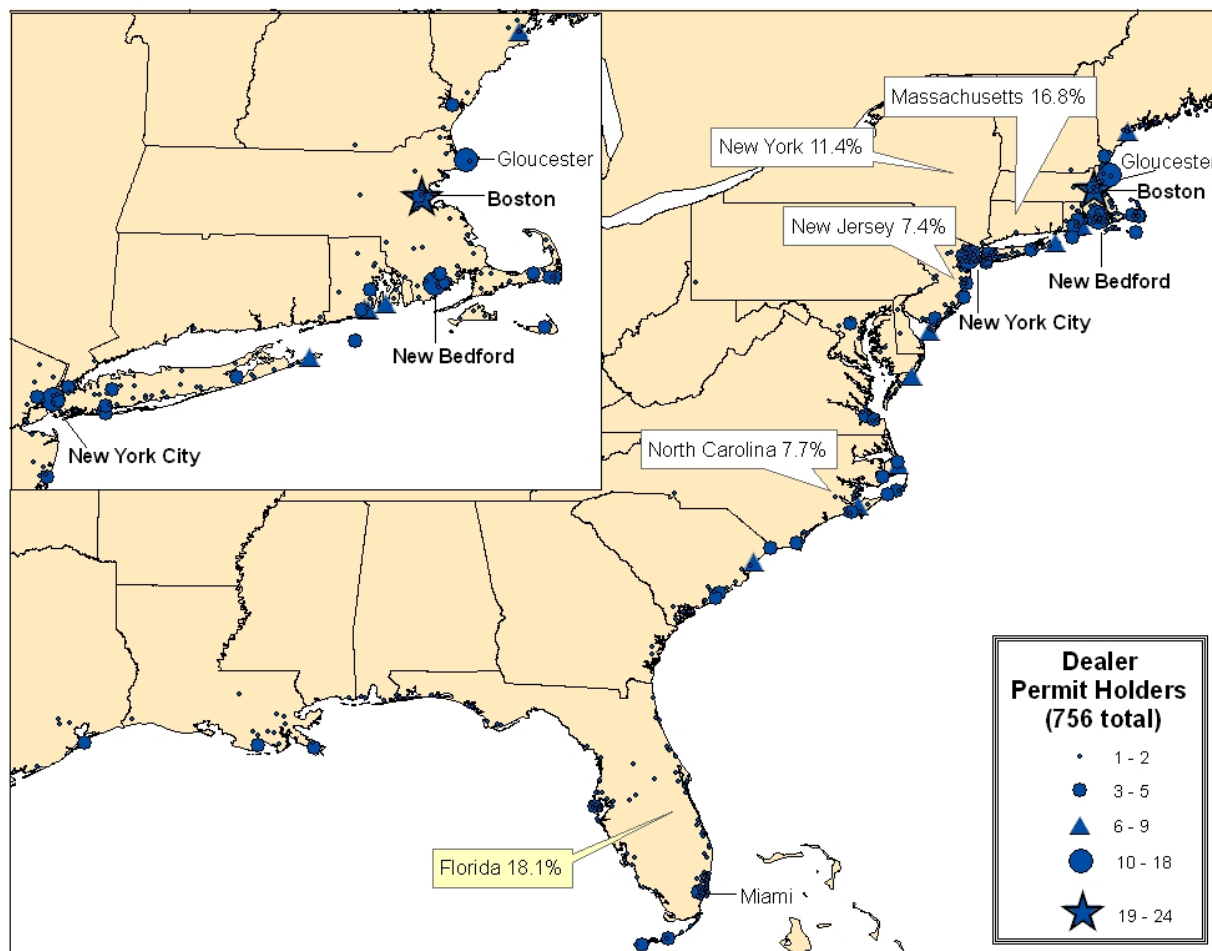 Gloucester
Boston
New Bedford
New York City
Massachusetts 16.8%
New York 11.4%
Gloucester
Boston
New Jersey 7.4%
New Bedford
New York City
North Carolina 7.7%
Florida 18.1%
Miami
Dealer
Permit Holders
(756 total)
1 - 2
3 - 5
6 - 9
10 - 18
19 - 24